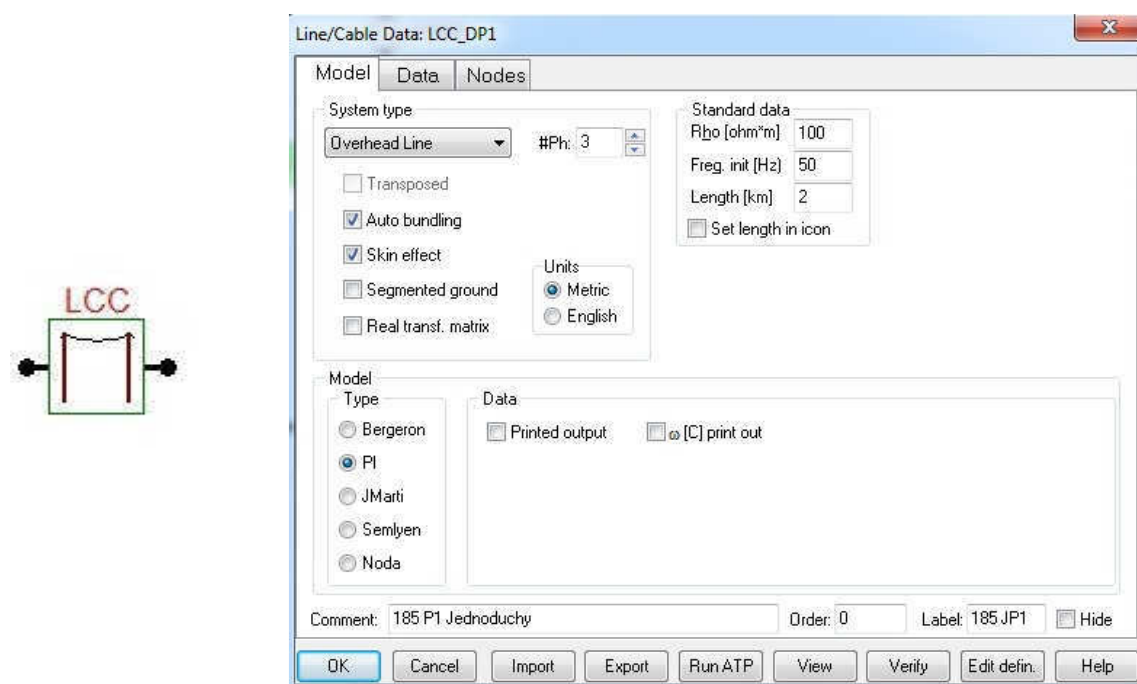 LCC
Line/Cable Data: LCC_DP1
x
Model Data Nodes
System type
Overhead Line #Ph: 3
Transposed
Auto bundling
Skin effect
Segmented ground
Real transf. matrix
Units
Metric
English
Standard data
Rho [ohm*m] 100
Freq. init (Hz) 50
Length [km] 2
Set length in icon
Model
Type
Bergeron
PI
JMarti
Semlyen
Noda
Data
Printed output ω [C] print out
Comment: 185 P1 Jednoduchy Order: 0 Label: 185 JP1 Hide
OK Cancel Import Export Run ATP View Verify Edit defin. Help